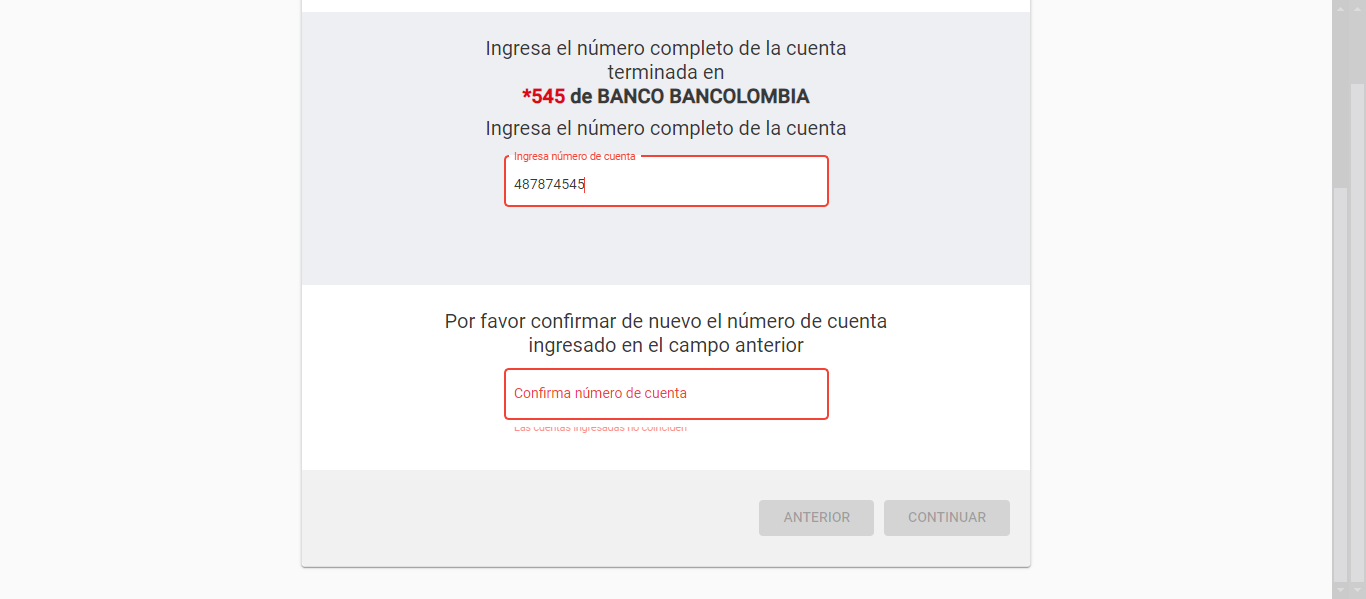 Ingresa el número completo de la cuenta
terminada en
*545 de BANCO BANCOLOMBIA
Ingresa el número completo de la cuenta
Ingresa número de cuenta
487874545
Por favor confirmar de nuevo el número de cuenta
ingresado en el campo anterior
Confirma número de cuenta
Las cuentas ingresadas no coinciden
ANTERIOR CONTINUAR